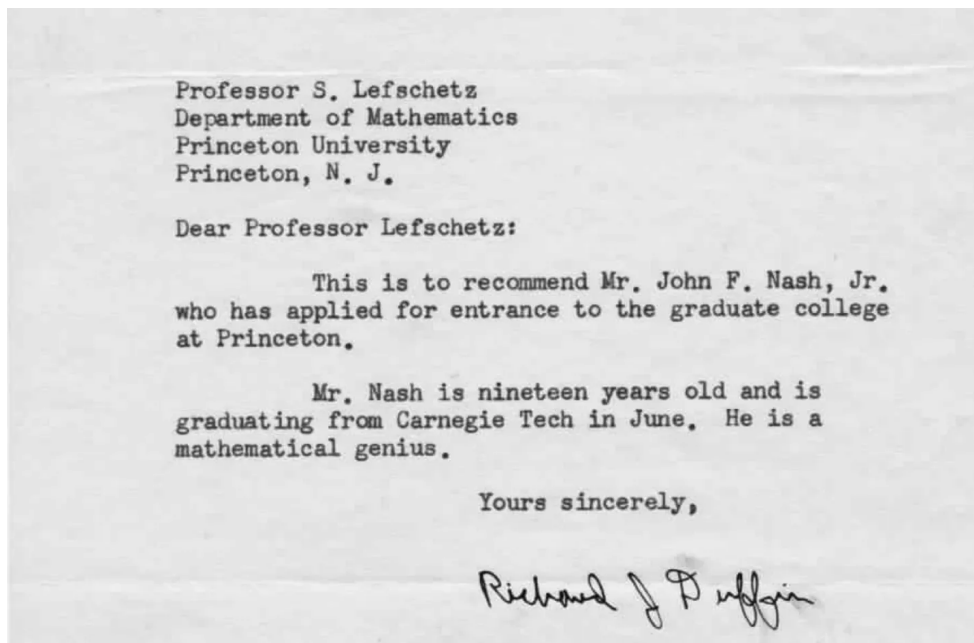 Professor S. Lefschetz
Department of Mathematics
Princeton University
Princeton, N. J.
Dear Professor Lefschetz:
This is to recommend Mr. John F. Nash, Jr.
who has applied for entrance to the graduate college
at Princeton.
Mr. Nash is nineteen years old and is
graduating from Carnegie Tech in June. He is a
mathematical genius.
Yours sincerely,
Richard J Duffin